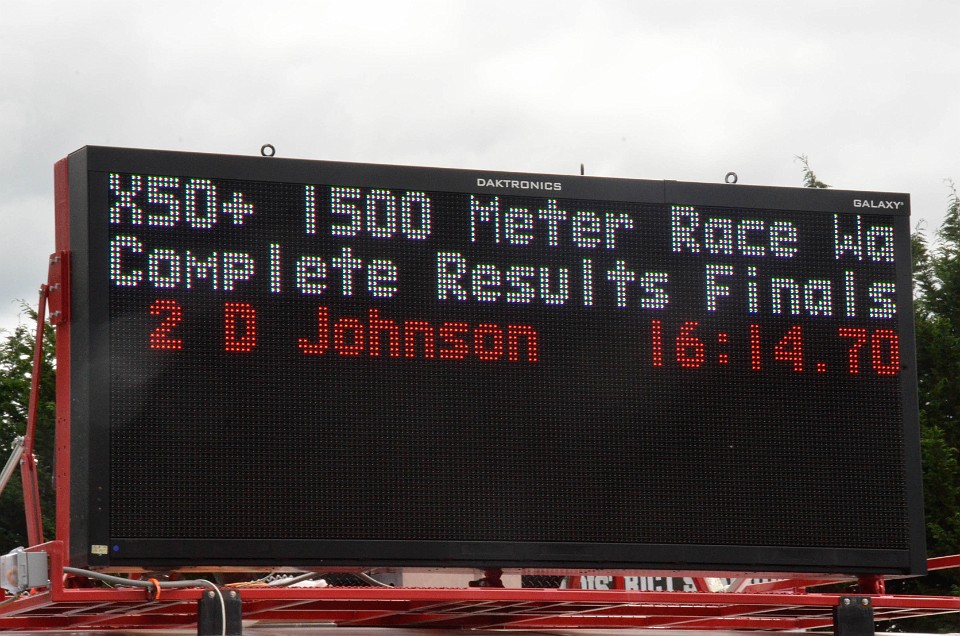 DAKTRONICS
GALAXY®
X50+ 1500 Meter Race Wa
Complete Results Finals
2 D Johnson 16:14.70